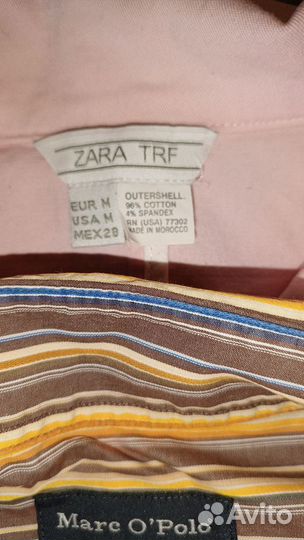 ZARA TRF
EUR M
USA M
MEX 28
OUTERSHELL
96% COTTON
4% SPANDEX
RN (USA) 77302
MADE IN MOROCCO
Marc O'Polo
Avito